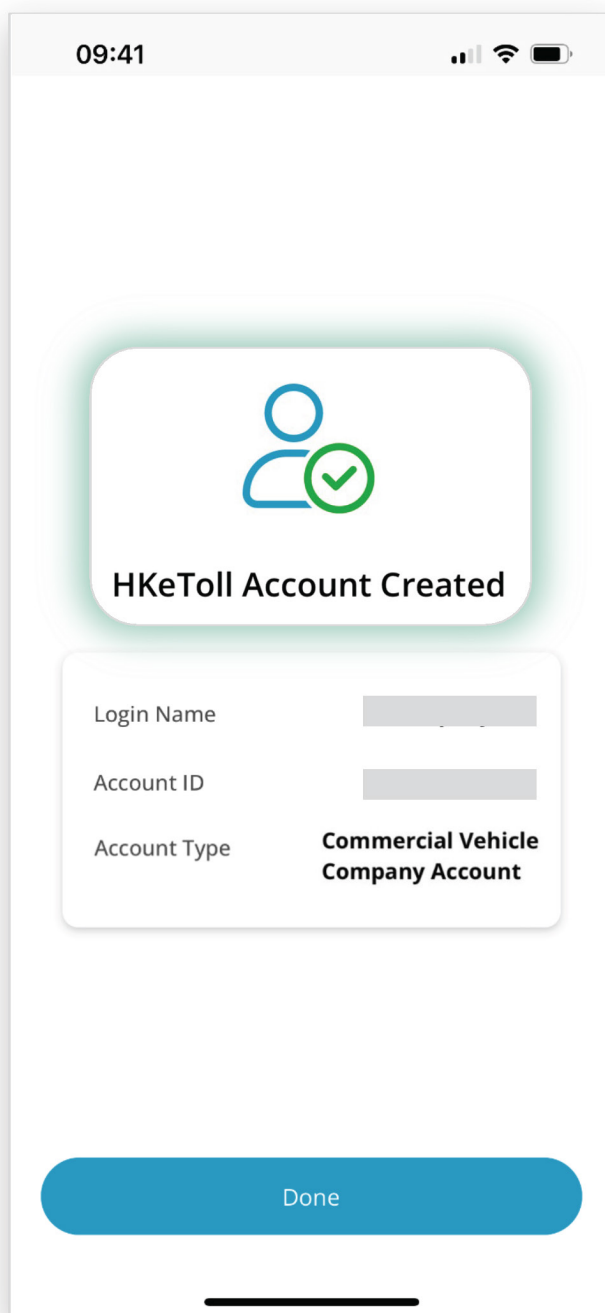 09:41
HKeToll Account Created
Login Name
Account ID
Account Type
Commercial Vehicle
Company Account
Done